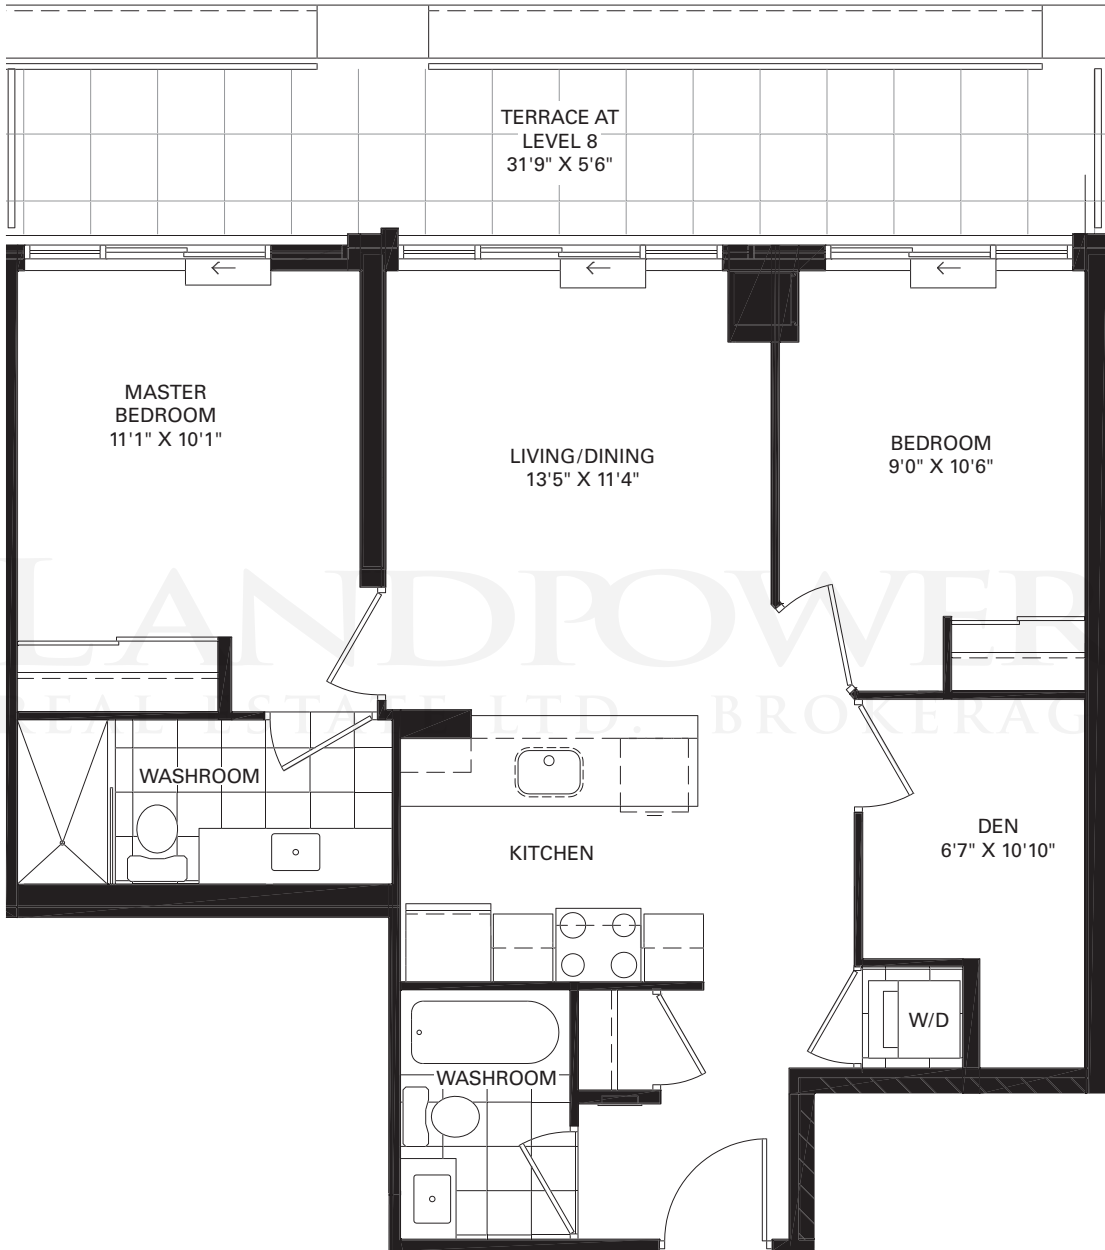 TERRACE AT
LEVEL 8
31'9" X 5'6"
MASTER
BEDROOM
11'1" X 10'1"
LIVING/DINING
13'5" X 11'4"
BEDROOM
9'0" X 10'6"
LANDPOWER
REAL ESTATE LTD. BROKERAG
WASHROOM
KITCHEN
DEN
6'7" X 10'10"
W/D
WASHROOM